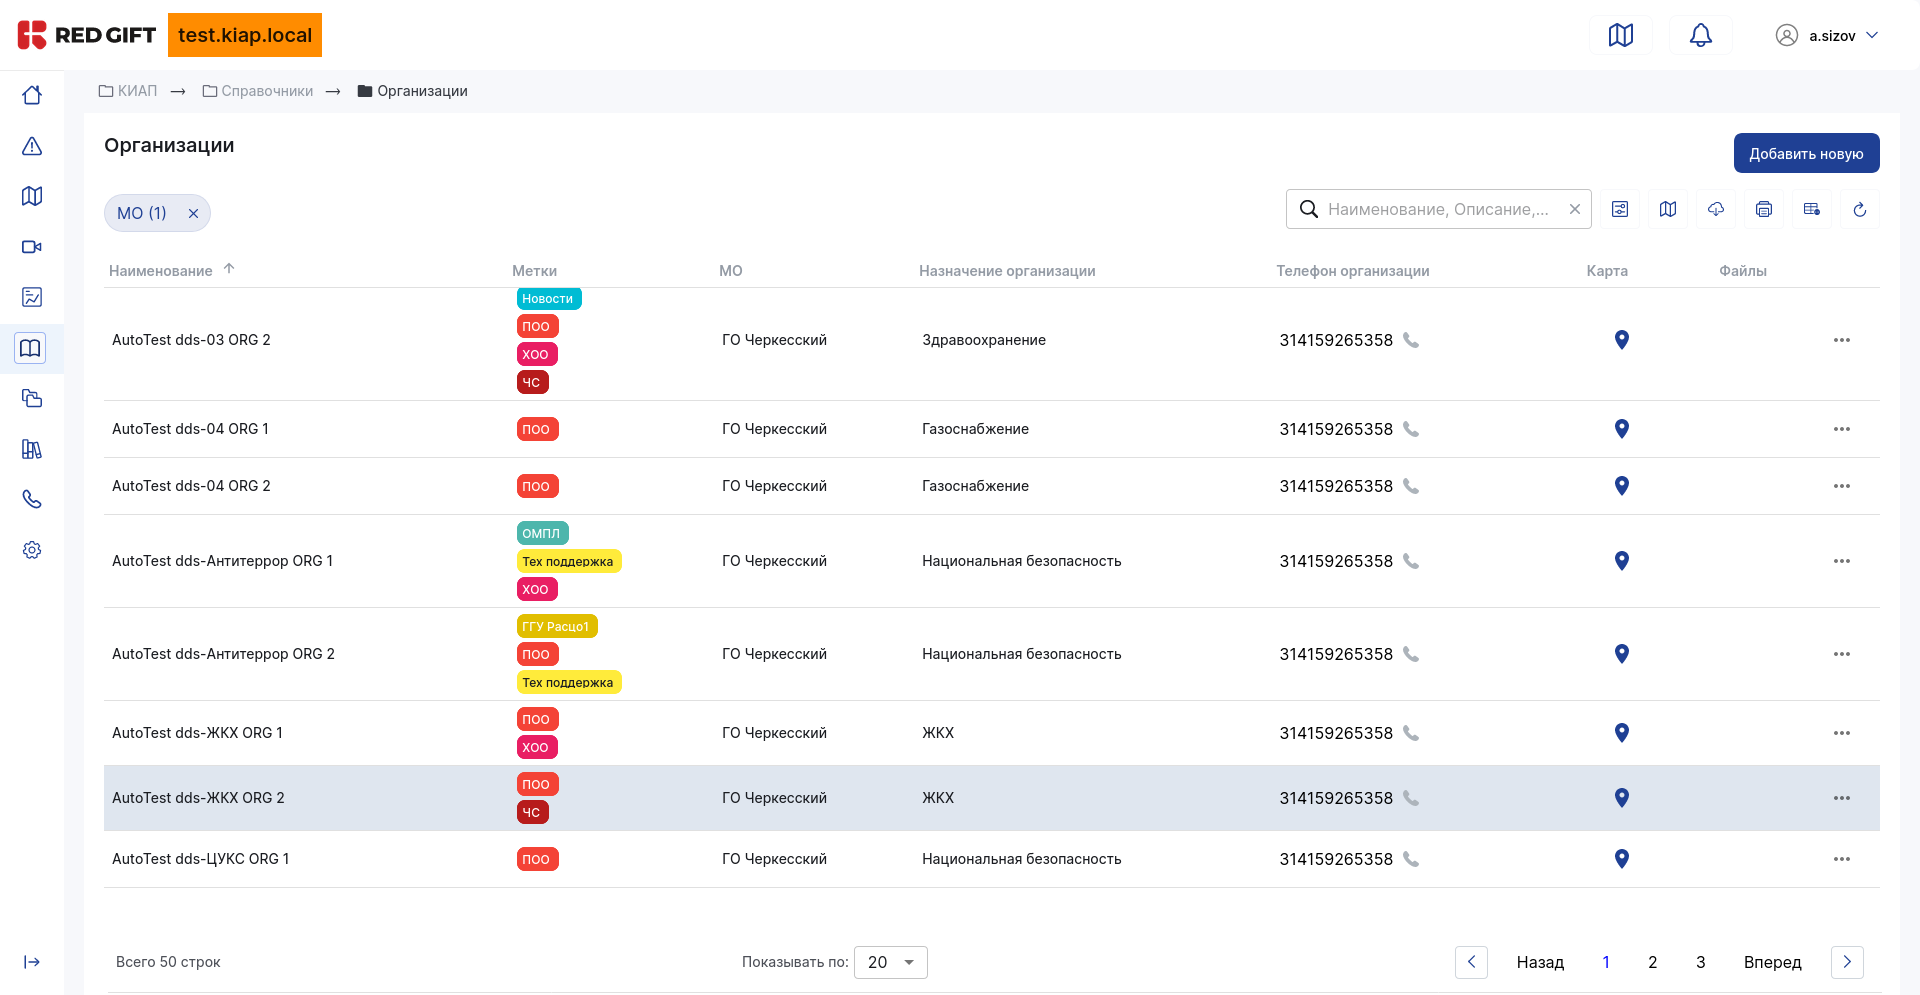 RED GIFT test.kiap.local a.sizov
КИАП → Справочники → Организации
Организации
Добавить новую
МО (1)
Наименование, Описание,...
Наименование Метки МО Назначение организации Телефон организации Карта Файлы
Новости
ПОО
AutoTest dds-03 ORG 2 ГО Черкесский Здравоохранение 314159265358
ХОО
ЧС
AutoTest dds-04 ORG 1 ПОО ГО Черкесский Газоснабжение 314159265358
AutoTest dds-04 ORG 2 ПОО ГО Черкесский Газоснабжение 314159265358
ОМПЛ
AutoTest dds-Антитеррор ORG 1 Тех поддержка ГО Черкесский Национальная безопасность 314159265358
ХОО
ГГУ Расцо1
AutoTest dds-Антитеррор ORG 2 ПОО ГО Черкесский Национальная безопасность 314159265358
Тех поддержка
ПОО
AutoTest dds-ЖКХ ORG 1 ГО Черкесский ЖКХ 314159265358
ХОО
ПОО
AutoTest dds-ЖКХ ORG 2 ГО Черкесский ЖКХ 314159265358
ЧС
AutoTest dds-ЦУКС ORG 1 ПОО ГО Черкесский Национальная безопасность 314159265358
Всего 50 строк Показывать по: 20 Назад 1 2 3 Вперед